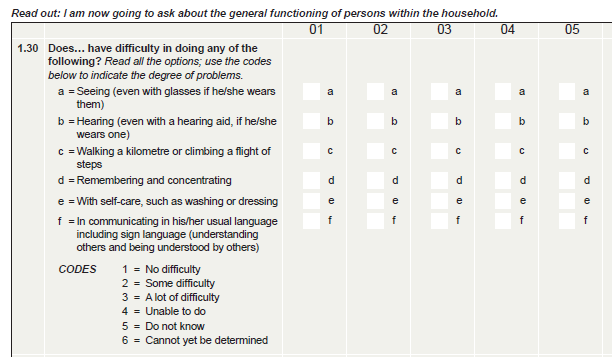 Read out: I am now going to ask about the general functioning of persons within the household.
01 02 03 04 05
1.30 Does... have difficulty in doing any of the
following? Read all the options; use the codes
below to indicate the degree of problems.
a = Seeing (even with glasses if he/she wears a a a a a
them)
b = Hearing (even with a hearing aid, if he/she b b b b b
wears one)
c = Walking a kilometre or climbing a flight of c c c c c
steps
d = Remembering and concentrating d d d d d
e = With self-care, such as washing or dressing e e e e e
f = In communicating in his/her usual language f f f f f
including sign language (understanding
others and being understood by others)
CODES 1 = No difficulty
2 = Some difficulty
3 = A lot of difficulty
4 = Unable to do
5 = Do not know
6 = Cannot yet be determined